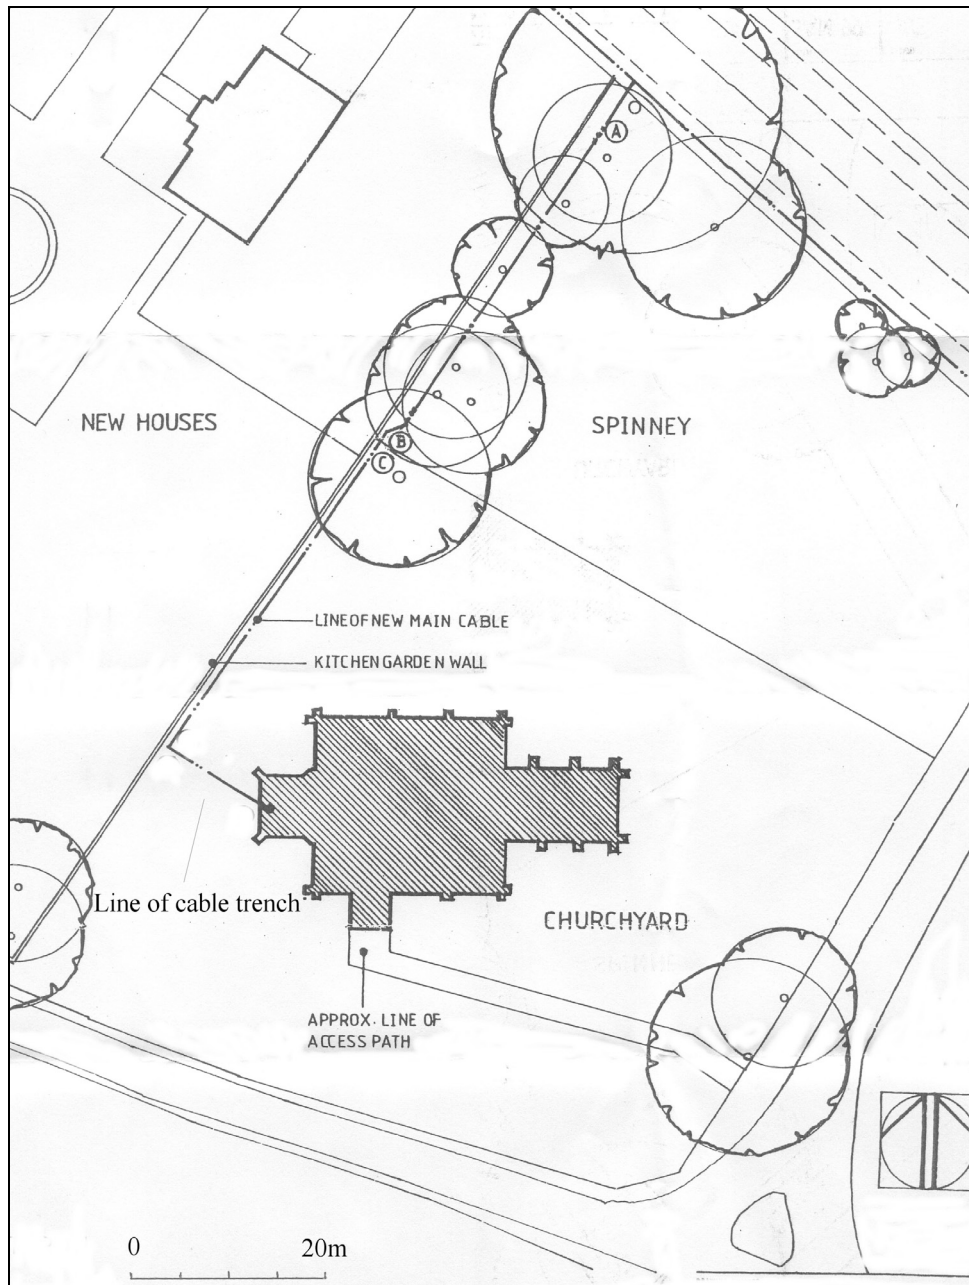 A
NEW HOUSES
SPINNEY
B
C
LINE OF NEW MAIN CABLE
KITCHEN GARDEN WALL
Line of cable trench
CHURCHYARD
APPROX. LINE OF
ACCESS PATH
0 20m